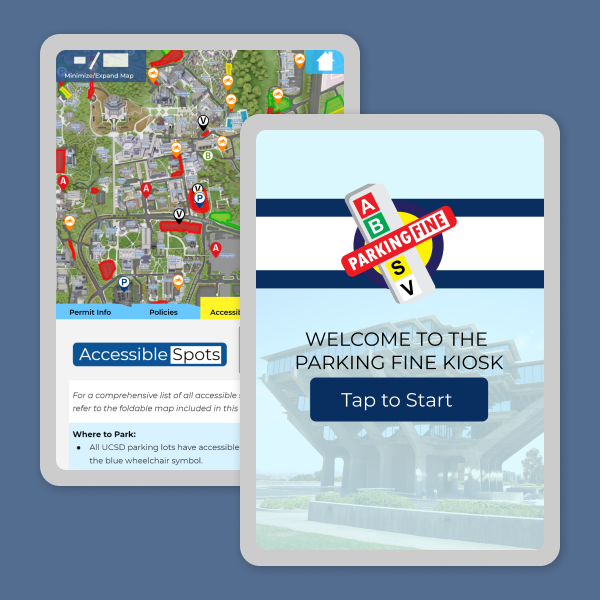 Minimize/Expand Map
V
B
V
A
A
P
V
A
P
Permit Info
Policies
Accessib
Accessible Spots
For a comprehensive list of all accessible
refer to the foldable map included in this
Where to Park:
● All UCSD parking lots have accessible
the blue wheelchair symbol.
A
B
PARKING FINE
S
V
WELCOME TO THE
PARKING FINE KIOSK
Tap to Start